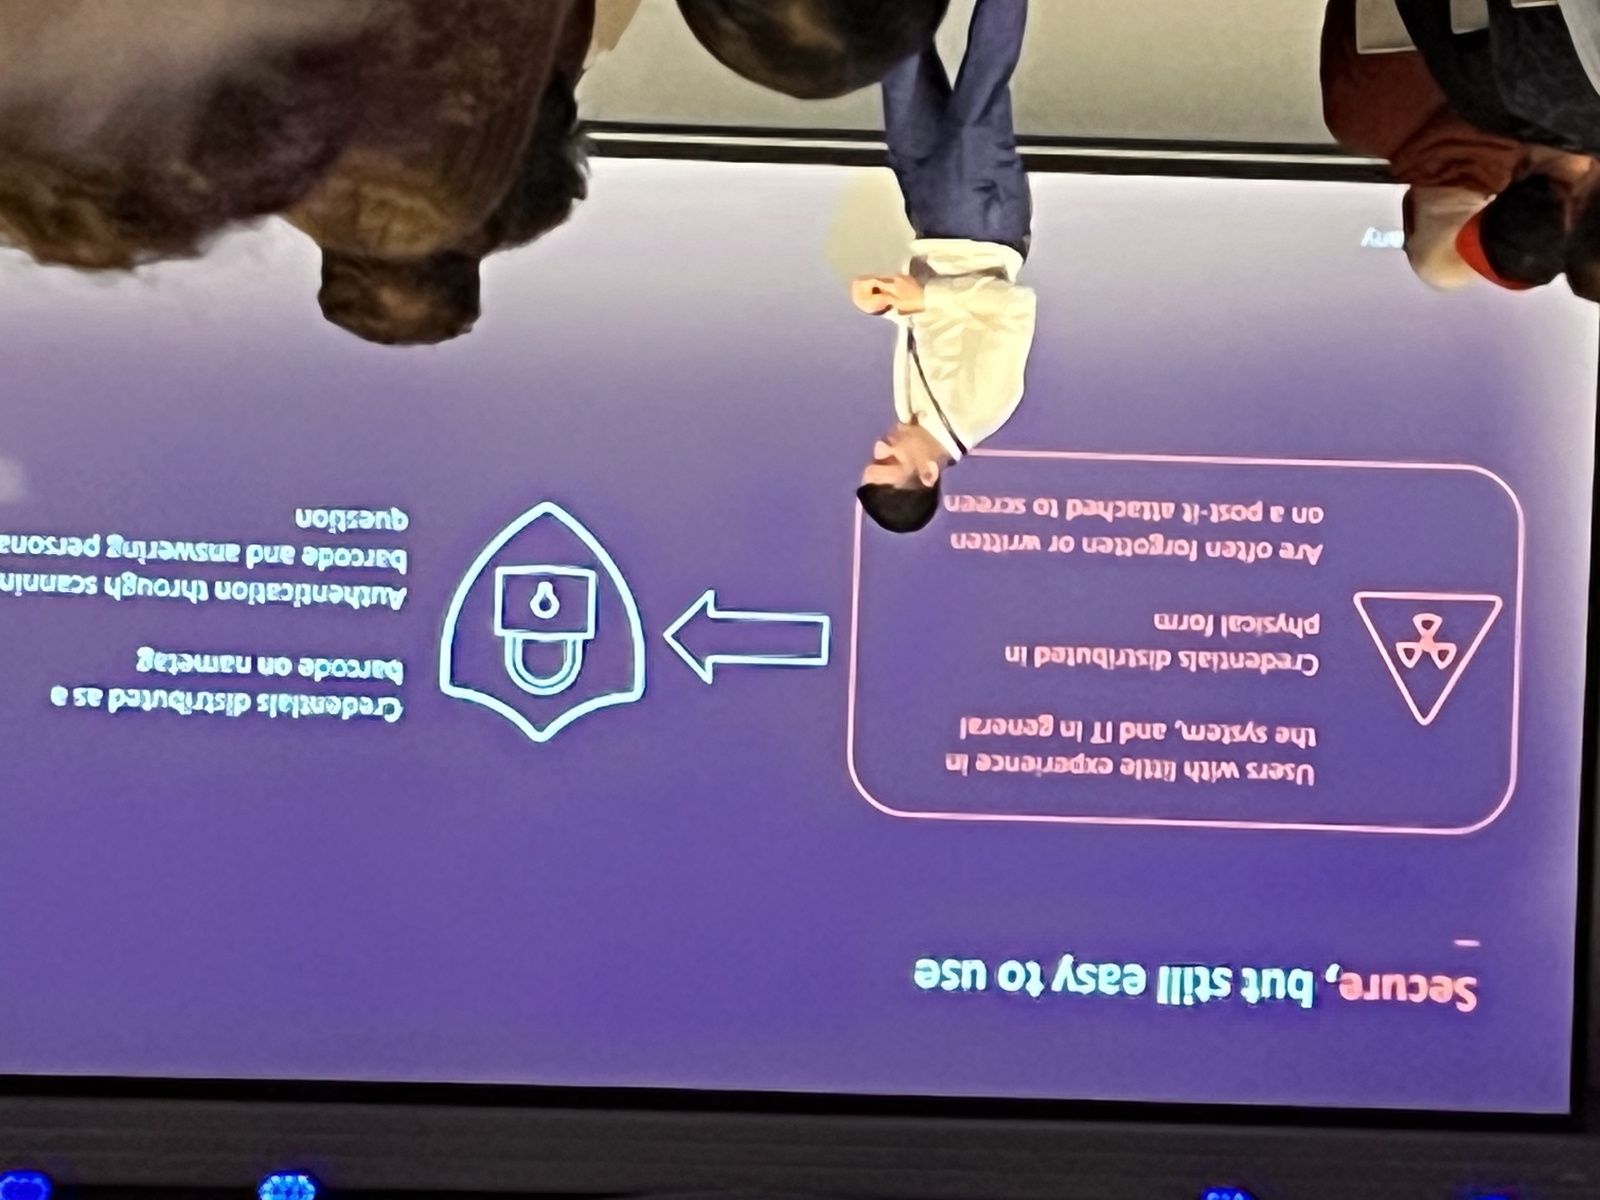 Secure, but still easy to use
Users with little experience in
the system, and IT in general
Credentials distributed in
physical form
Are often forgotten or written
on a post-it attached to screen
Credentials distributed as a
barcode on nametag
Authentication through scannin
barcode and answering persona
question
any